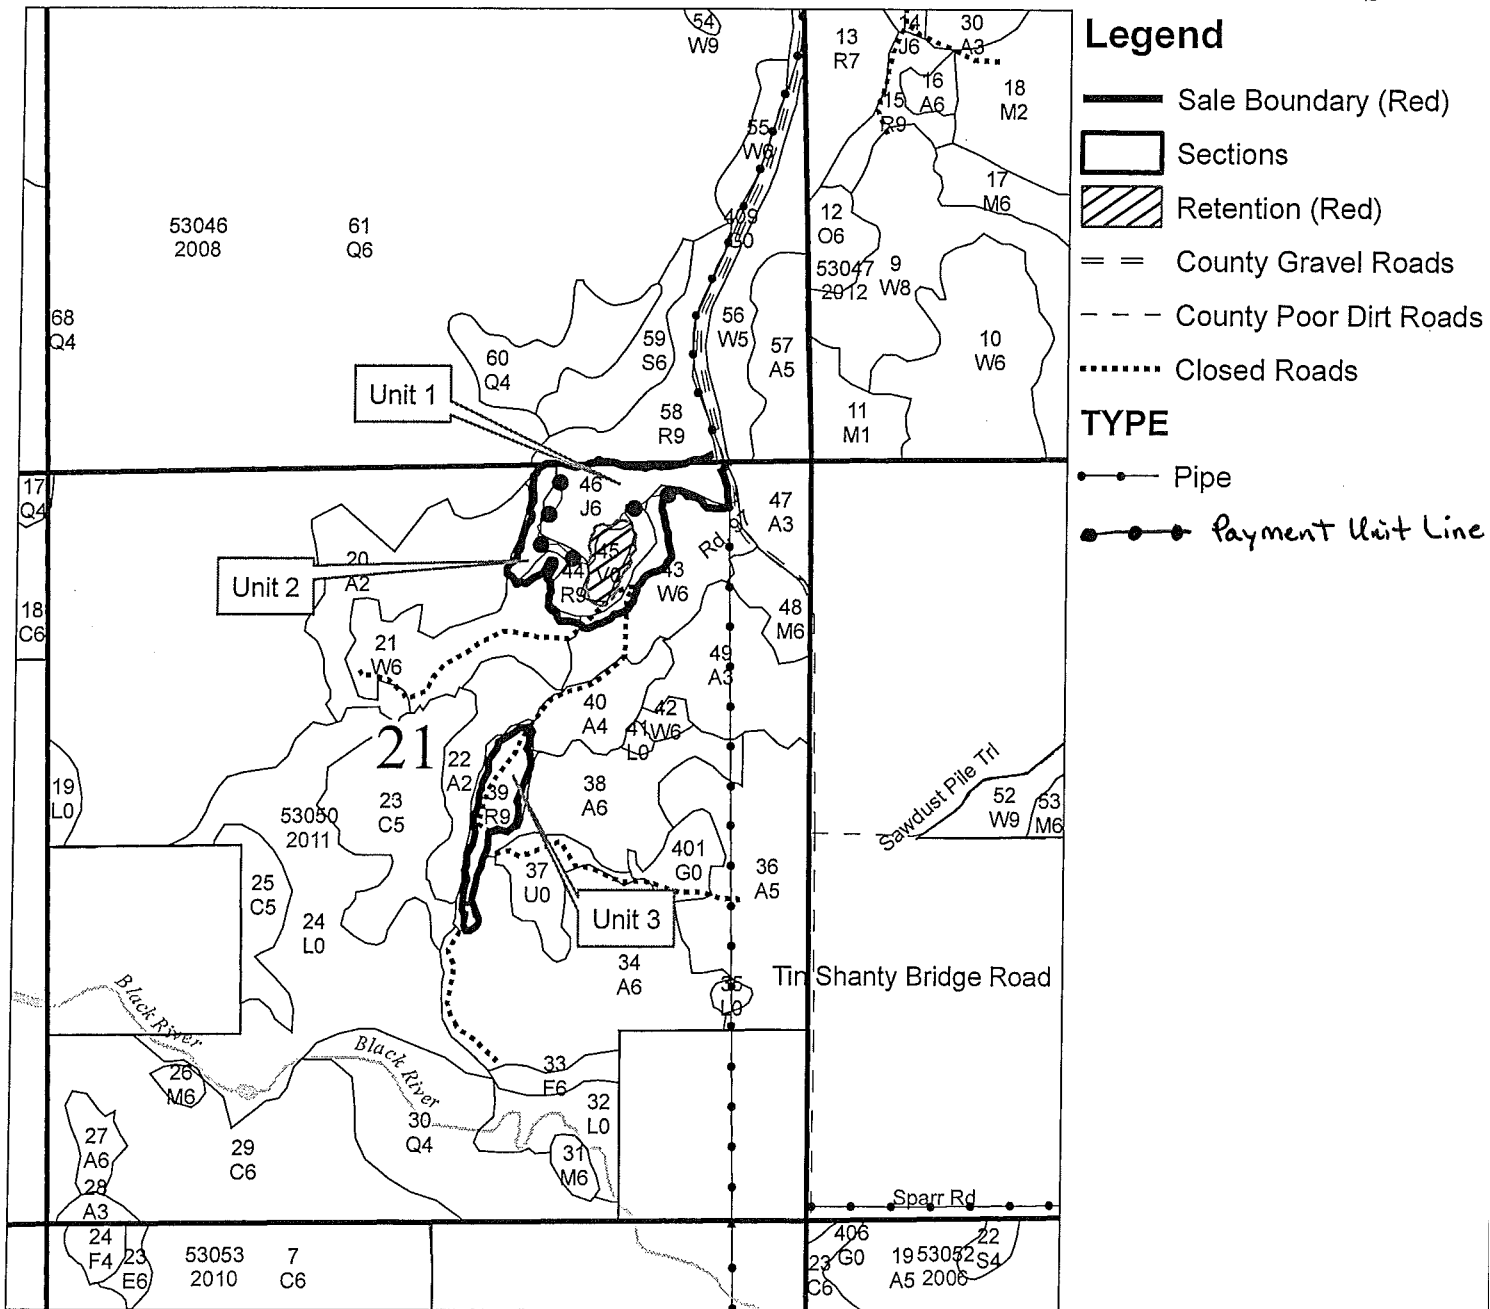 54
W9
13
R7
14
J6
30
A3
16
A6
18
M2
15
R9
55
W6
17
M6
409
G0
12
O6
53046
2008
61
Q6
53047
2012
9
W8
68
Q4
56
W5
57
A5
59
S6
60
Q4
10
W6
Unit 1
58
R9
11
M1
17
Q4
46
J6
47
A3
Rd
20
A2
45
V0
44
R9
43
W6
Unit 2
18
C6
48
M6
21
W6
49
A3
40
A4
42
W6
41
L0
21
22
A2
19
L0
23
C5
53050
2011
39
R9
38
A6
Sawdust Pile Trl
52
W9
53
M6
401
G0
36
A5
37
U0
25
C5
24
L0
Unit 3
34
A6
35
L0
Tin Shanty Bridge Road
Black River
Black River
33
E6
26
M6
32
L0
30
Q4
27
A6
29
C6
31
M6
28
A3
Sparr Rd
24
F4
23
E6
53053
2010
7
C6
406
G0
23
C6
19
A5
53052
2006
22
S4
Legend
Sale Boundary (Red)
Sections
Retention (Red)
County Gravel Roads
County Poor Dirt Roads
Closed Roads
TYPE
Pipe
Payment Unit Line